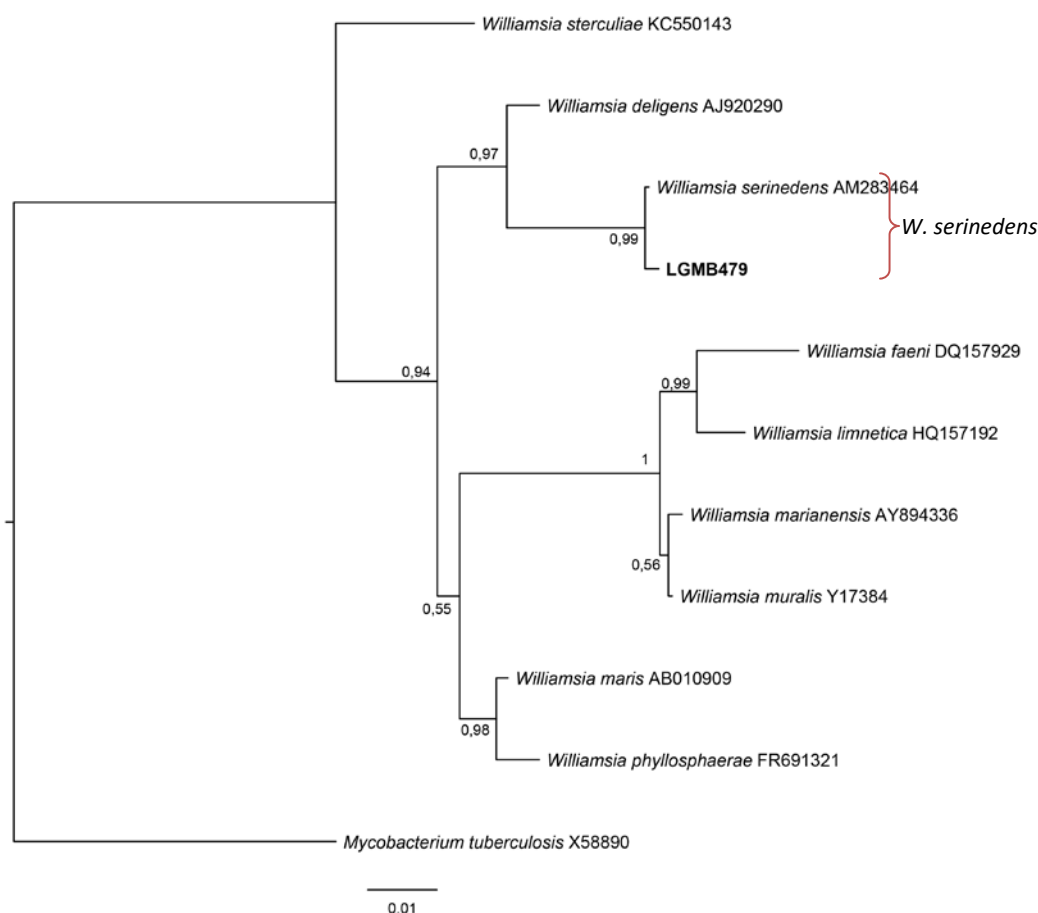 Williamsia sterculiae KC550143
Williamsia deligens AJ920290
0,97
Williamsia serinedens AM283464
W. serinedens
0,99
LGMB479
Williamsia faeni DQ157929
0,94
0,99
Williamsia limnetica HQ157192
1
Williamsia marianensis AY894336
0,56
Williamsia muralis Y17384
0,55
Williamsia maris AB010909
0,98
Williamsia phyllosphaerae FR691321
Mycobacterium tuberculosis X58890
0.01